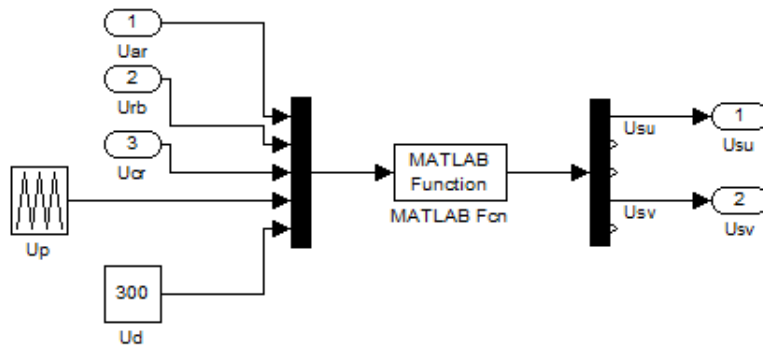 1
Uar
2
Urb
3
Ucr
Up
300
Ud
MATLAB
Function
MATLAB Fcn
Usu
1
Usu
Usv
2
Usv